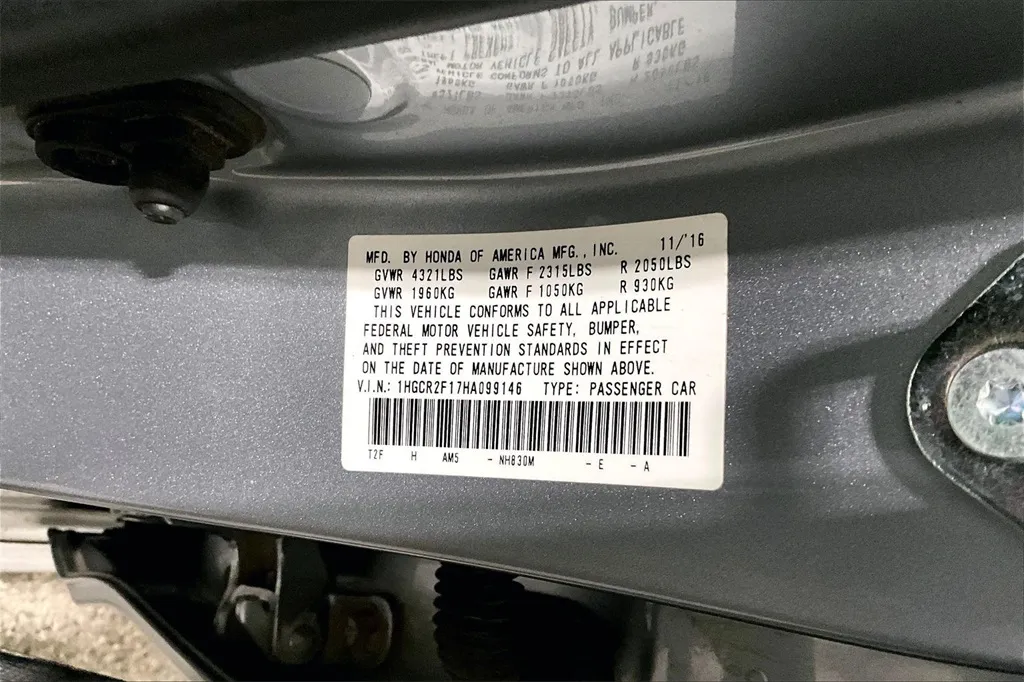 MFD. BY HONDA OF AMERICA MFG., INC. 11/'16
GVWR 4321LBS GAWR F 2315LBS R 2050LBS
GVWR 1960KG GAWR F 1050KG R 930KG
THIS VEHICLE CONFORMS TO ALL APPLICABLE
FEDERAL MOTOR VEHICLE SAFETY, BUMPER,
AND THEFT PREVENTION STANDARDS IN EFFECT
ON THE DATE OF MANUFACTURE SHOWN ABOVE.
V.I.N.: 1HGCR2F17HA099146 TYPE: PASSENGER CAR
T2F H AM5 - NH830M - E - A